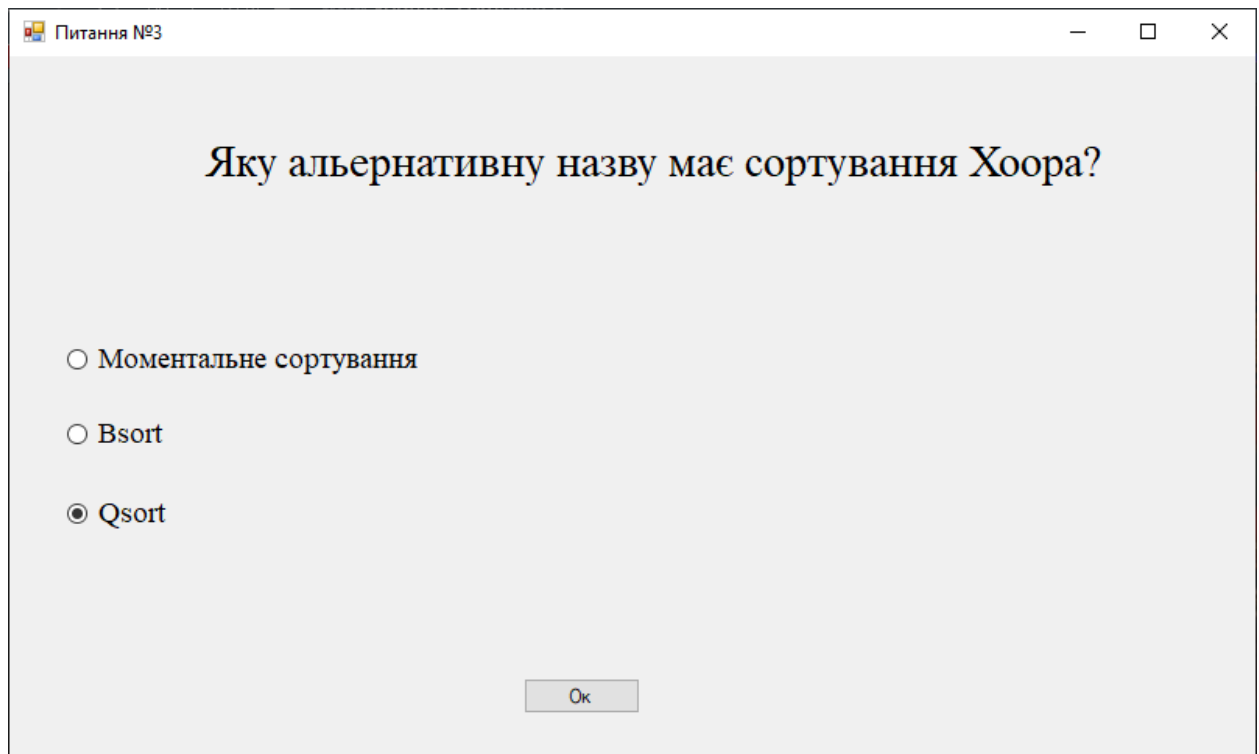 Питання №3
Яку альернативну назву має сортування Хоора?
Моментальне сортування
Bsort
Qsort
Ок